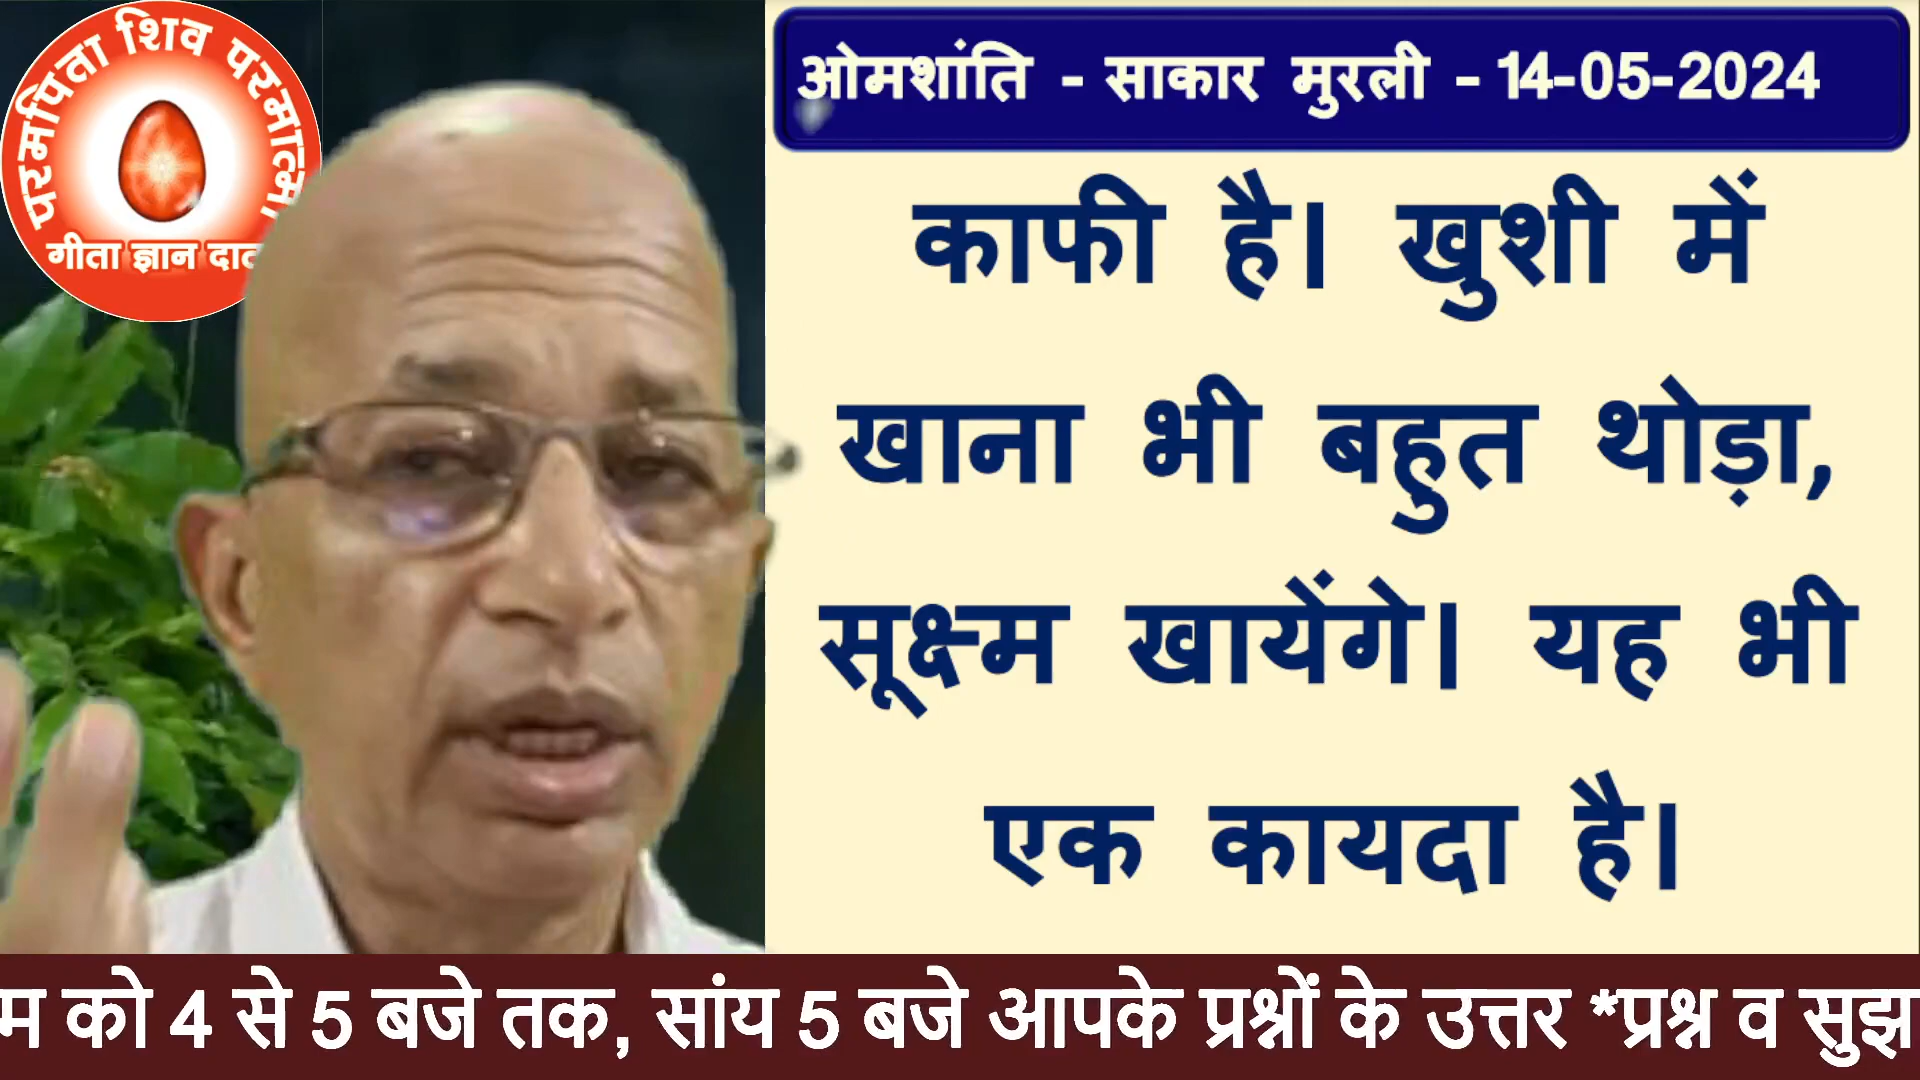 परमपिता शिव परमात्मा
गीता ज्ञान
ओमशांति - साकार मुरली - 14-05-2024
काफी है। खुशी में
खाना भी बहुत थोड़ा,
सूक्ष्म खायेंगे। यह भी
एक कायदा है।
को 4 से 5 बजे तक, सांय 5 बजे आपके प्रश्नों के उत्तर *प्रश्न व